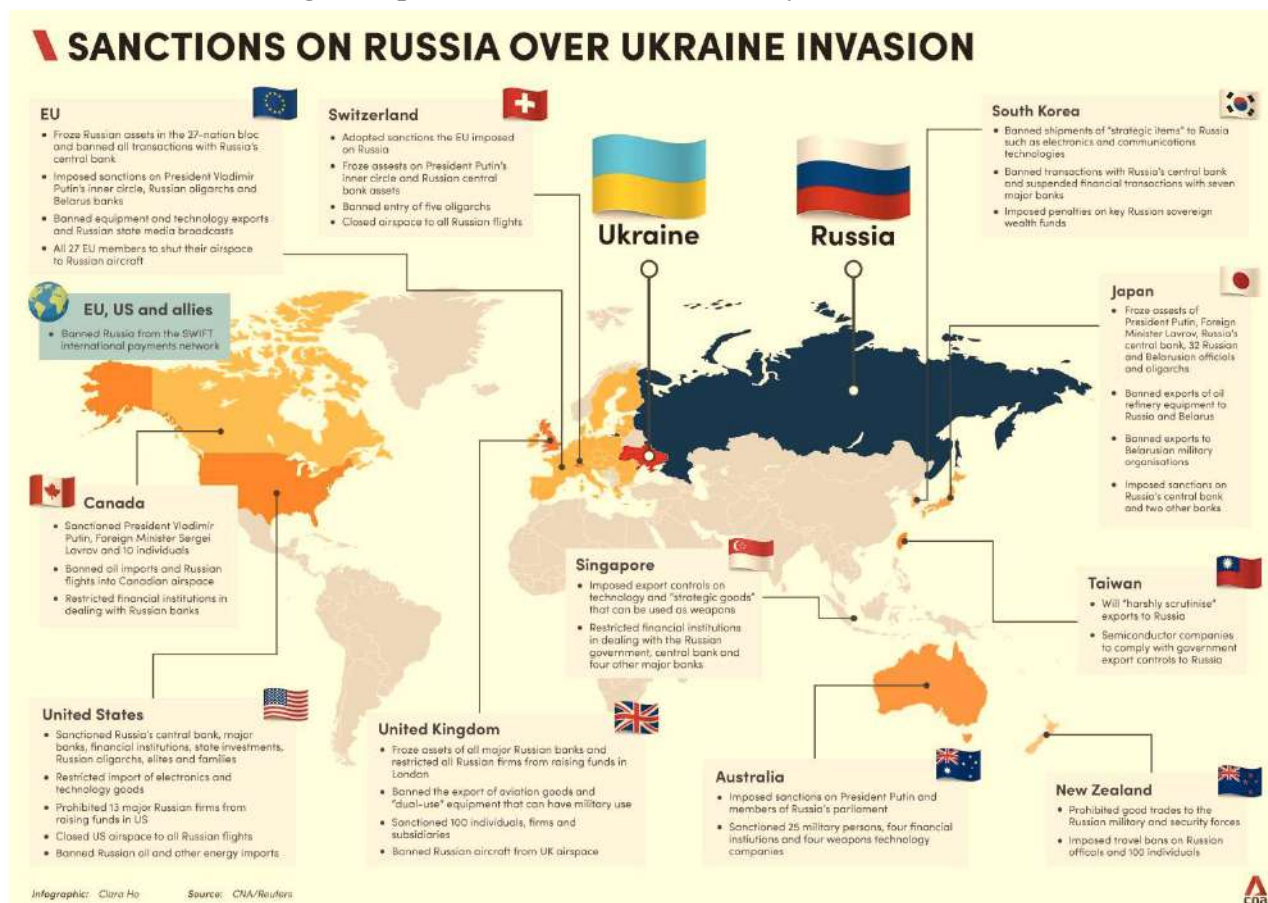 SANCTIONS ON RUSSIA OVER UKRAINE INVASION
EU
• Froze Russian assets in the 27-nation bloc
and banned all transactions with Russia's
central bank
• Imposed sanctions on President Vladimir
Putin's inner circle, Russian oligarchs and
Belarus banks
• Banned equipment and technology exports
and Russian state media broadcasts
• All 27 EU members to shut their airspace
to Russian aircraft
Switzerland
• Adopted sanctions the EU imposed
on Russia
• Froze assests on President Putin's
inner circle and Russian central
bank assets
• Banned entry of five oligarchs
• Closed airspace to all Russian flights
Ukraine
Russia
South Korea
• Banned shipments of "strategic items" to Russia
such as electronics and communications
technologies
• Banned transactions with Russia's central bank
and suspended financial transactions with seven
major banks
• Imposed penalties on key Russian sovereign
wealth funds
EU, US and allies
• Banned Russia from the SWIFT
international payments network
Japan
• Froze assests of
President Putin, Foreign
Minister Lavrov, Russia's
central bank, 32 Russian
and Belarusian officials
and oligarchs
• Banned exports of oil
refinery equipment to
Russia and Belarus
• Banned exports to
Belarusian military
organisations
• Imposed sanctions on
Russia's central bank
and two other banks
Canada
• Sanctioned President Vladimir
Putin, Foreign Minister Sergei
Lavrov and 10 individuals
• Banned oil imports and Russian
flights into Canadian airspace
• Restricted financial institutions in
dealing with Russian banks
Singapore
• Imposed export controls on
technology and "strategic goods"
that can be used as weapons
• Restricted financial institutions
in dealing with the Russian
government, central bank and
four other major banks
Taiwan
• Will "harshly scrutinise"
exports to Russia
• Semiconductor companies
to comply with government
export controls to Russia
United States
• Sanctioned Russia's central bank, major
banks, financial institutions, state investments,
Russian oligarchs, elites and families
• Restricted import of electronics and
technology goods
• Prohibited 13 major Russian firms from
raising funds in US
• Closed US airspace to all Russian flights
• Banned Russian oil and other energy imports
United Kingdom
• Froze assets of all major Russian banks and
restricted all Russian firms from raising funds in
London
• Banned the export of aviation goods and
"dual-use" equipment that can have military use
• Sanctioned 100 individuals, firms and
subsidiaries
• Banned Russian aircraft from UK airspace
Australia
• Imposed sanctions on President Putin and
members of Russia's parliament
• Sanctioned 25 military persons, four financial
instiutions and four weapons technology
companies
New Zealand
• Prohibited good trades to the
Russian military and security forces
• Imposed travel bans on Russian
officals and 100 individuals
Infographic: Clara Ho Source: CNA/Reuters
cna